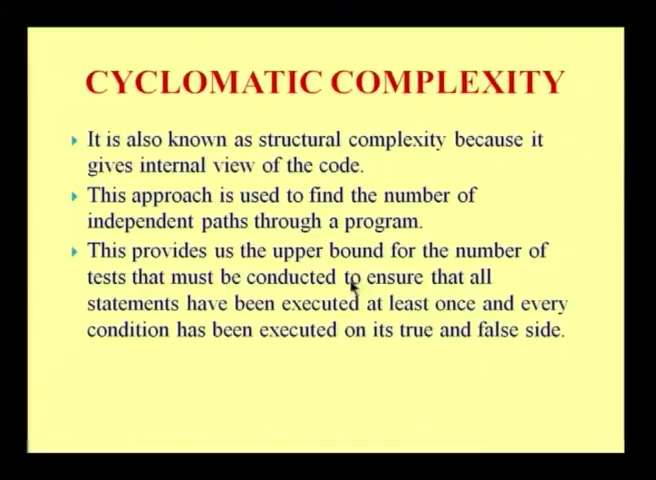 CYCLOMATIC COMPLEXITY
It is also known as structural complexity because it
gives internal view of the code.
This approach is used to find the number of
independent paths through a program.
This provides us the upper bound for the number of
tests that must be conducted to ensure that all
statements have been executed at least once and every
condition has been executed on its true and false side.